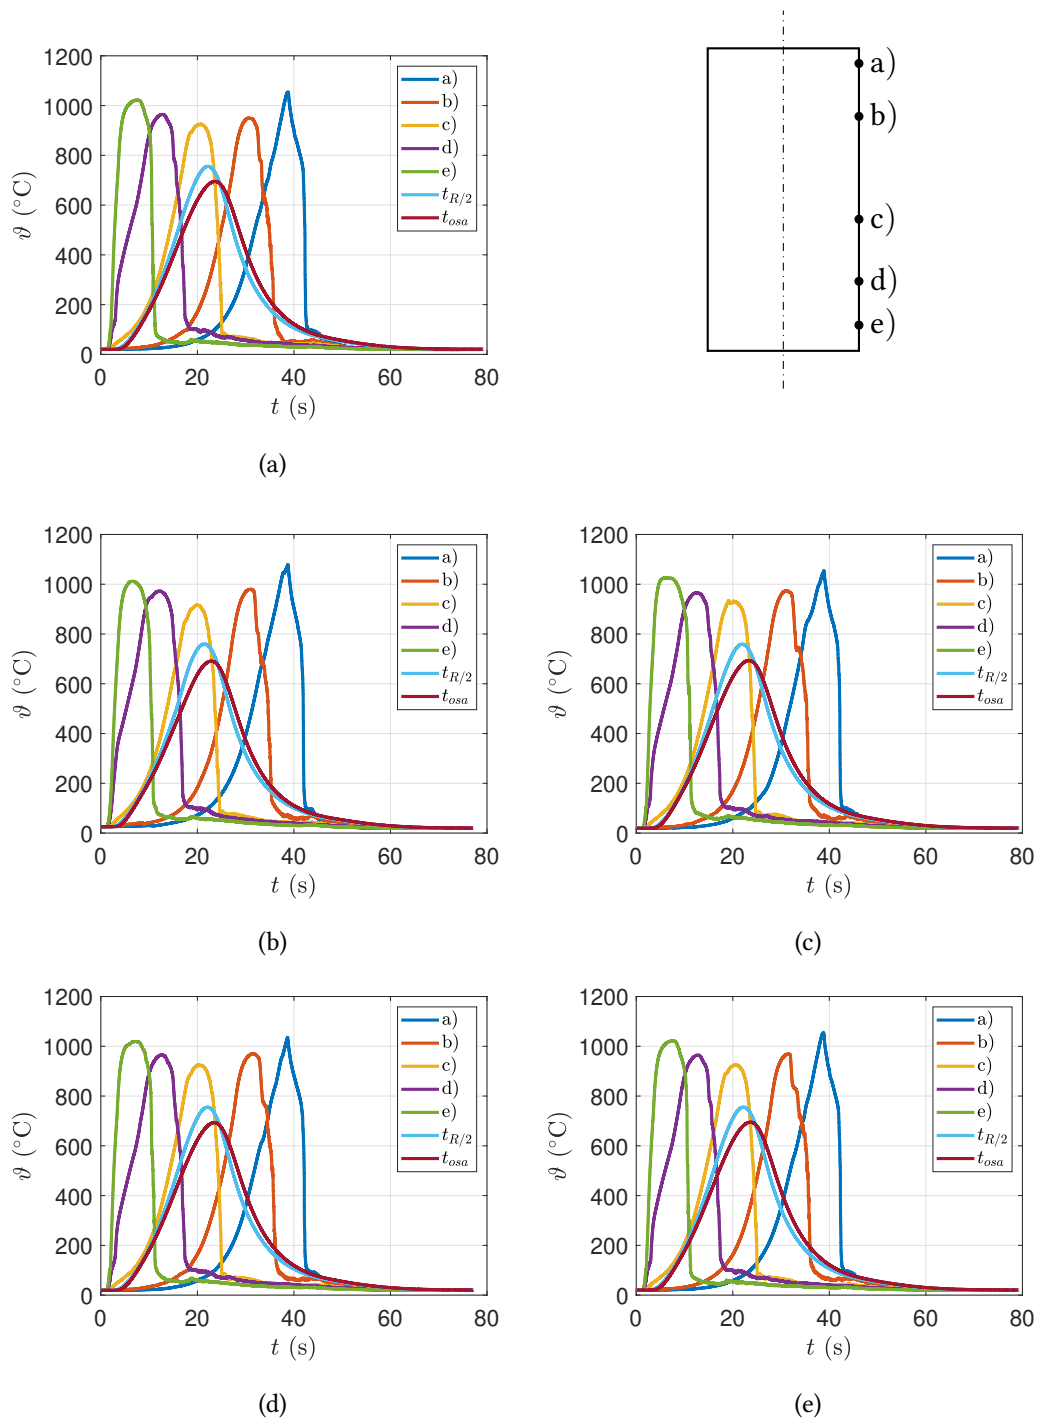 1200
1000
800
600
400
200
0
0 20 40 60 80
ϑ (°C)
t (s)
a)
b)
c)
d)
e)
t_{R/2}
t_{osa}
(a)
a)
b)
c)
d)
e)
1200
1000
800
600
400
200
0
0 20 40 60 80
ϑ (°C)
t (s)
a)
b)
c)
d)
e)
t_{R/2}
t_{osa}
(b)
1200
1000
800
600
400
200
0
0 20 40 60 80
ϑ (°C)
t (s)
a)
b)
c)
d)
e)
t_{R/2}
t_{osa}
(c)
1200
1000
800
600
400
200
0
0 20 40 60 80
ϑ (°C)
t (s)
a)
b)
c)
d)
e)
t_{R/2}
t_{osa}
(d)
1200
1000
800
600
400
200
0
0 20 40 60 80
ϑ (°C)
t (s)
a)
b)
c)
d)
e)
t_{R/2}
t_{osa}
(e)